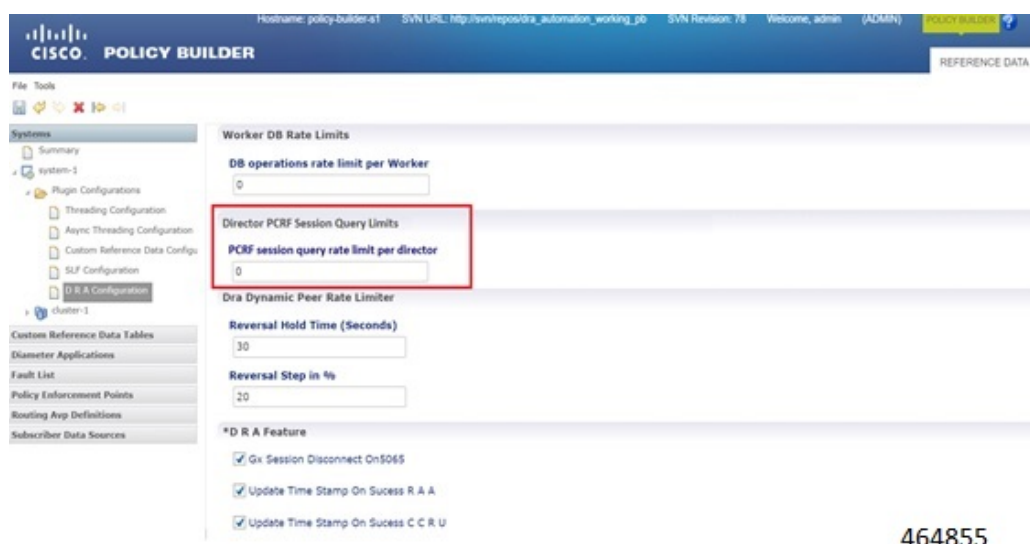 Hostname: policy-builder-s1 SVN URL: http://svn/repos/dra_automation_working_pb SVN Revision: 78 Welcome, admin (ADMIN) POLICY BUILDER ?
CISCO. POLICY BUILDER
REFERENCE DATA
File Tools
Systems
Summary
system-1
Plugin Configurations
Threading Configuration
Async Threading Configuration
Custom Reference Data Configu
SLF Configuration
D R A Configuration
cluster-1
Custom Reference Data Tables
Diameter Applications
Fault List
Policy Enforcement Points
Routing Avp Definitions
Subscriber Data Sources
Worker DB Rate Limits
DB operations rate limit per Worker
0
Director PCRF Session Query Limits
PCRF session query rate limit per director
0
Dra Dynamic Peer Rate Limiter
Reversal Hold Time (Seconds)
30
Reversal Step in %
20
*D R A Feature
Gx Session Disconnect On5065
Update Time Stamp On Sucess R A A
Update Time Stamp On Sucess C C R U
464855